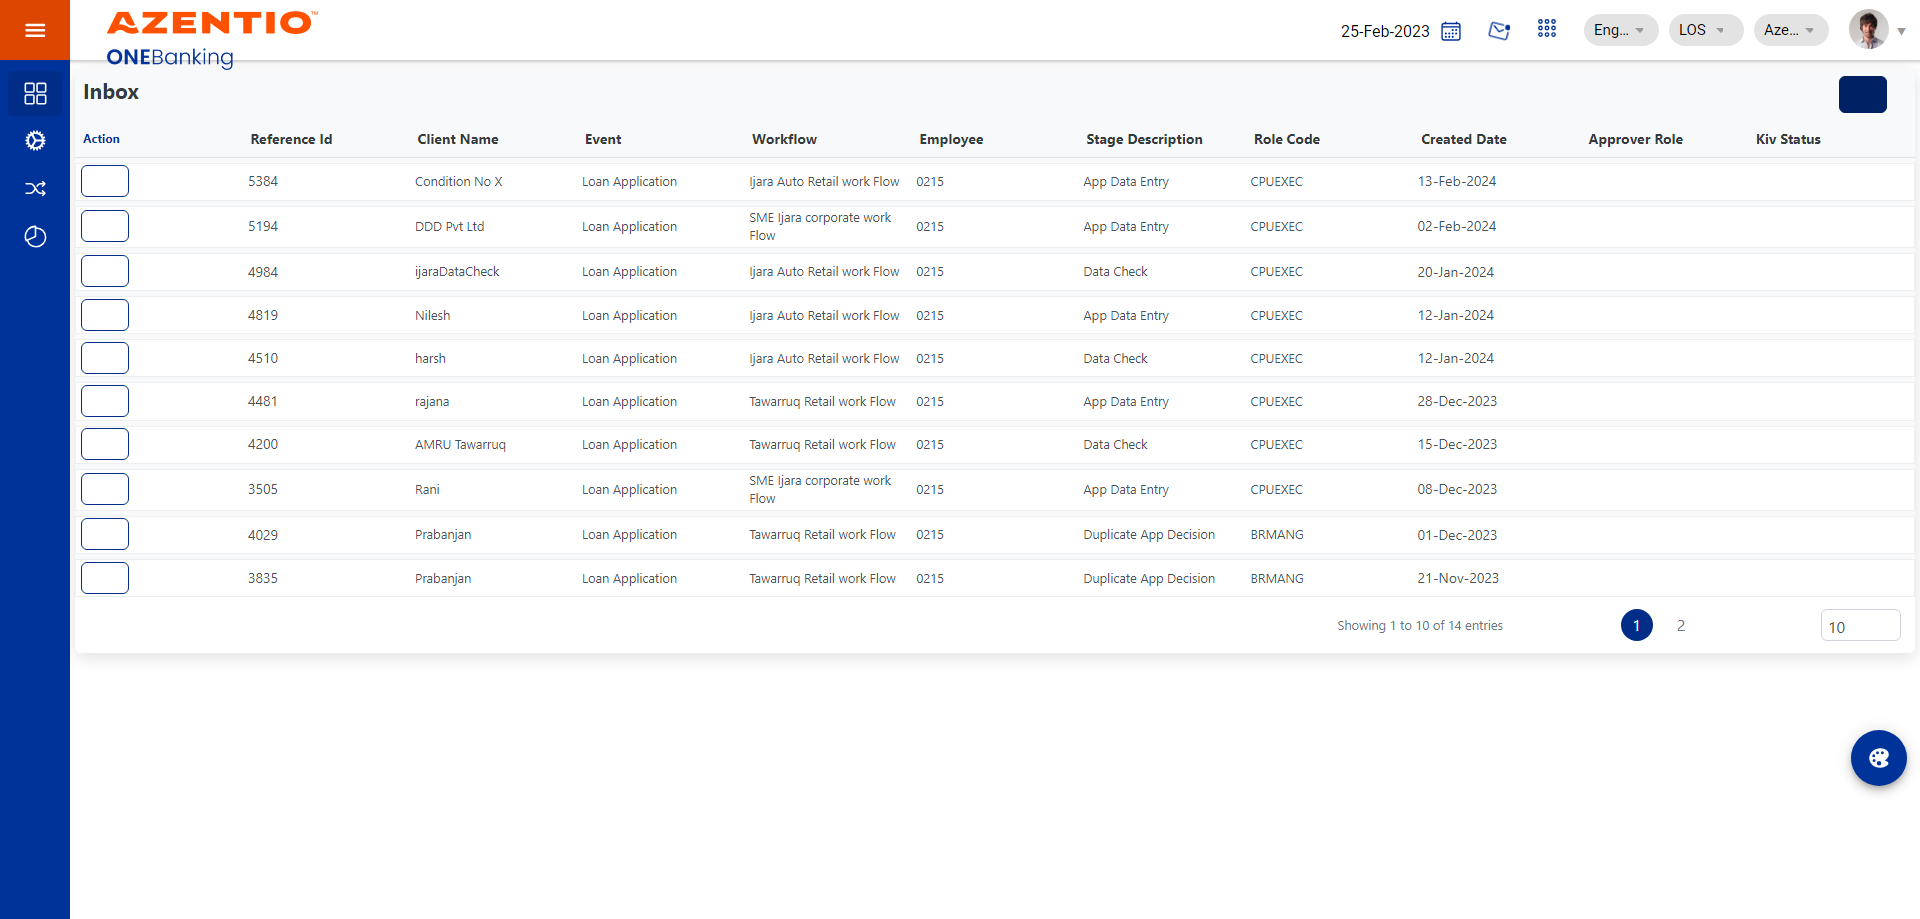 AZENTIO™
ONEBanking
25-Feb-2023 Eng... LOS Aze...
Inbox
Action Reference Id Client Name Event Workflow Employee Stage Description Role Code Created Date Approver Role Kiv Status
5384 Condition No X Loan Application Ijara Auto Retail work Flow 0215 App Data Entry CPUEXEC 13-Feb-2024
5194 DDD Pvt Ltd Loan Application SME Ijara corporate work Flow 0215 App Data Entry CPUEXEC 02-Feb-2024
4984 ijaraDataCheck Loan Application Ijara Auto Retail work Flow 0215 Data Check CPUEXEC 20-Jan-2024
4819 Nilesh Loan Application Ijara Auto Retail work Flow 0215 App Data Entry CPUEXEC 12-Jan-2024
4510 harsh Loan Application Ijara Auto Retail work Flow 0215 Data Check CPUEXEC 12-Jan-2024
4481 rajana Loan Application Tawarruq Retail work Flow 0215 App Data Entry CPUEXEC 28-Dec-2023
4200 AMRU Tawarruq Loan Application Tawarruq Retail work Flow 0215 Data Check CPUEXEC 15-Dec-2023
3505 Rani Loan Application SME Ijara corporate work Flow 0215 App Data Entry CPUEXEC 08-Dec-2023
4029 Prabanjan Loan Application Tawarruq Retail work Flow 0215 Duplicate App Decision BRMANG 01-Dec-2023
3835 Prabanjan Loan Application Tawarruq Retail work Flow 0215 Duplicate App Decision BRMANG 21-Nov-2023
Showing 1 to 10 of 14 entries 1 2 10